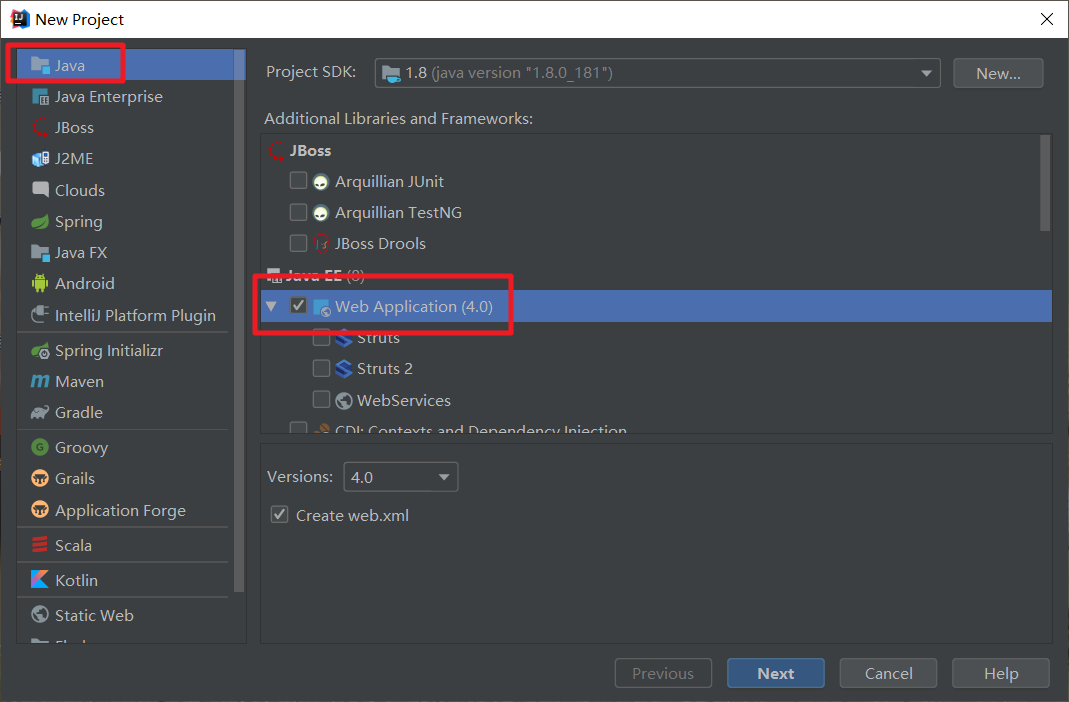 New Project
Java
Java Enterprise
JBoss
J2ME
Clouds
Spring
Java FX
Android
IntelliJ Platform Plugin
Spring Initializr
Maven
Gradle
Groovy
Grails
Application Forge
Scala
Kotlin
Static Web
Project SDK: 1.8 (java version "1.8.0_181") New...
Additional Libraries and Frameworks:
JBoss
Arquillian JUnit
Arquillian TestNG
JBoss Drools
Java EE (8)
Web Application (4.0)
Struts
Struts 2
WebServices
CDI: Contexts and Dependency Injection
Versions: 4.0
Create web.xml
Previous Next Cancel Help